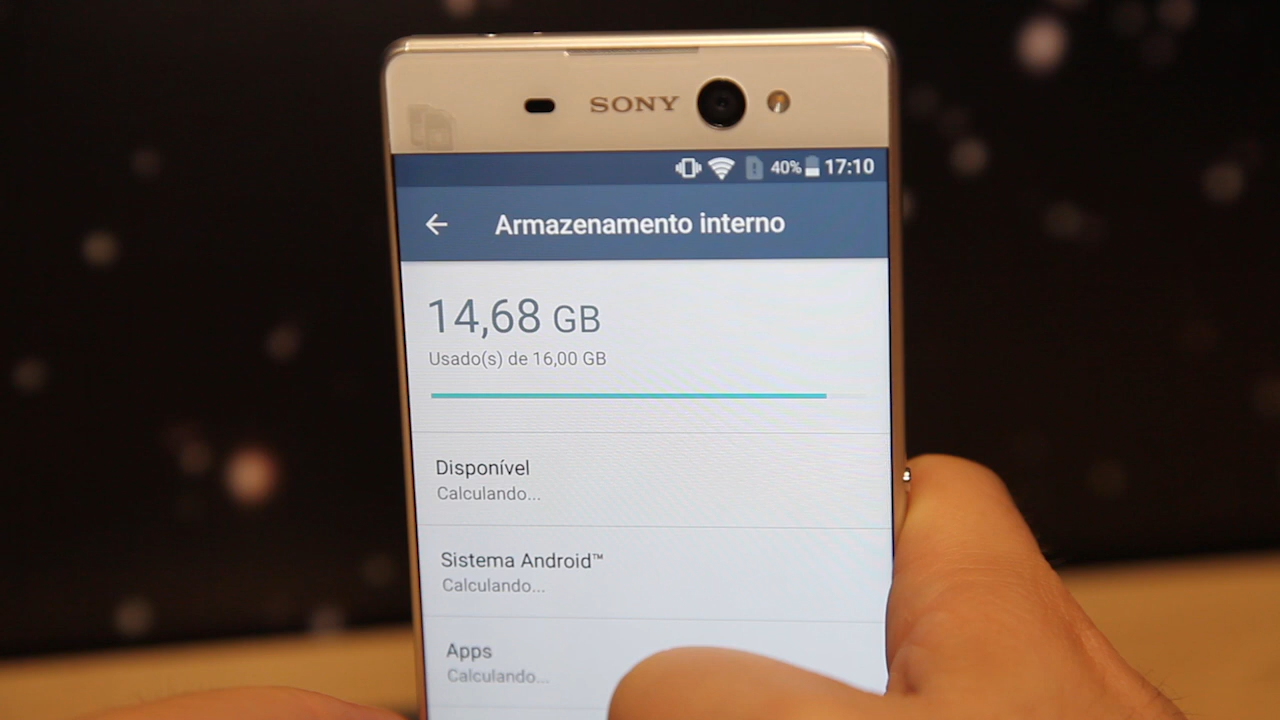 SONY
40% 17:10
Armazenamento interno
14,68 GB
Usado(s) de 16,00 GB
Disponível
Calculando...
Sistema Android™
Calculando...
Apps
Calculando...